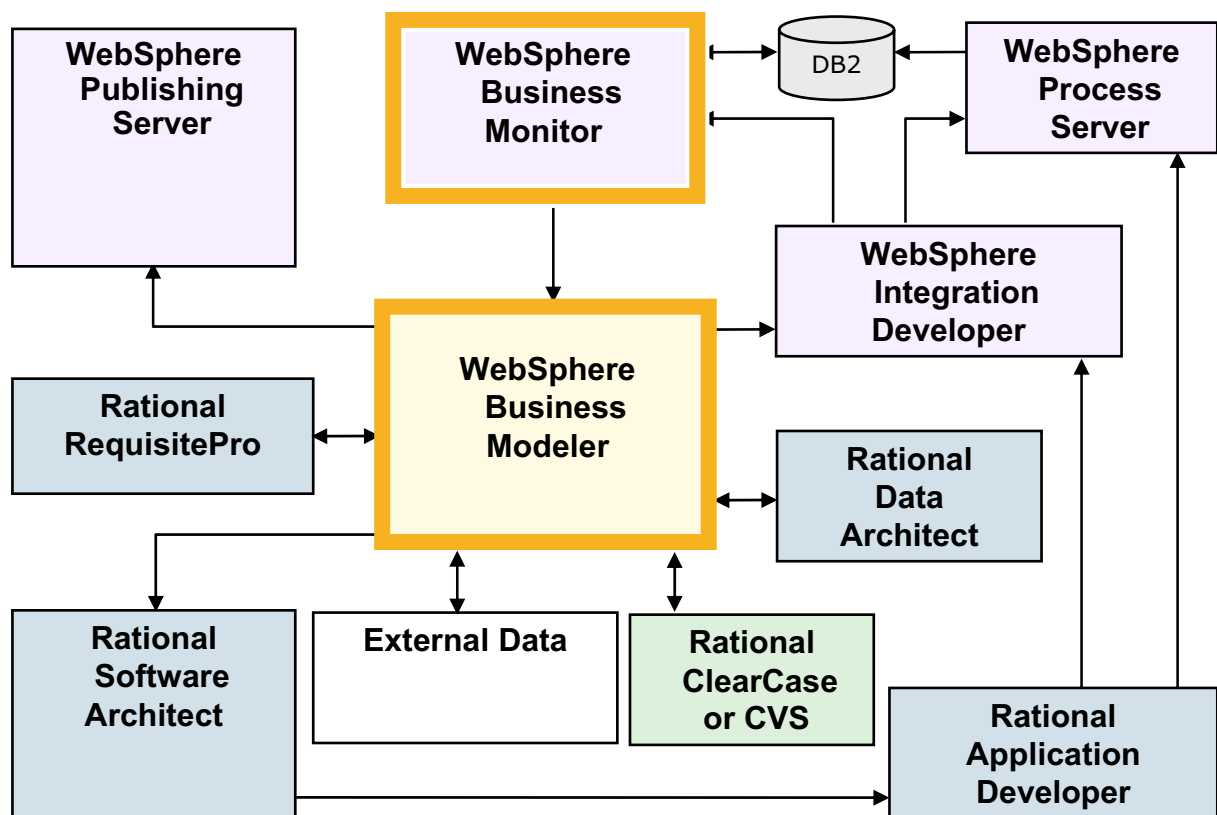 WebSphere
Publishing
Server
WebSphere
Business
Monitor
DB2
WebSphere
Process
Server
WebSphere
Integration
Developer
WebSphere
Business
Modeler
Rational
RequisitePro
Rational
Data
Architect
Rational
Software
Architect
External Data
Rational
ClearCase
or CVS
Rational
Application
Developer